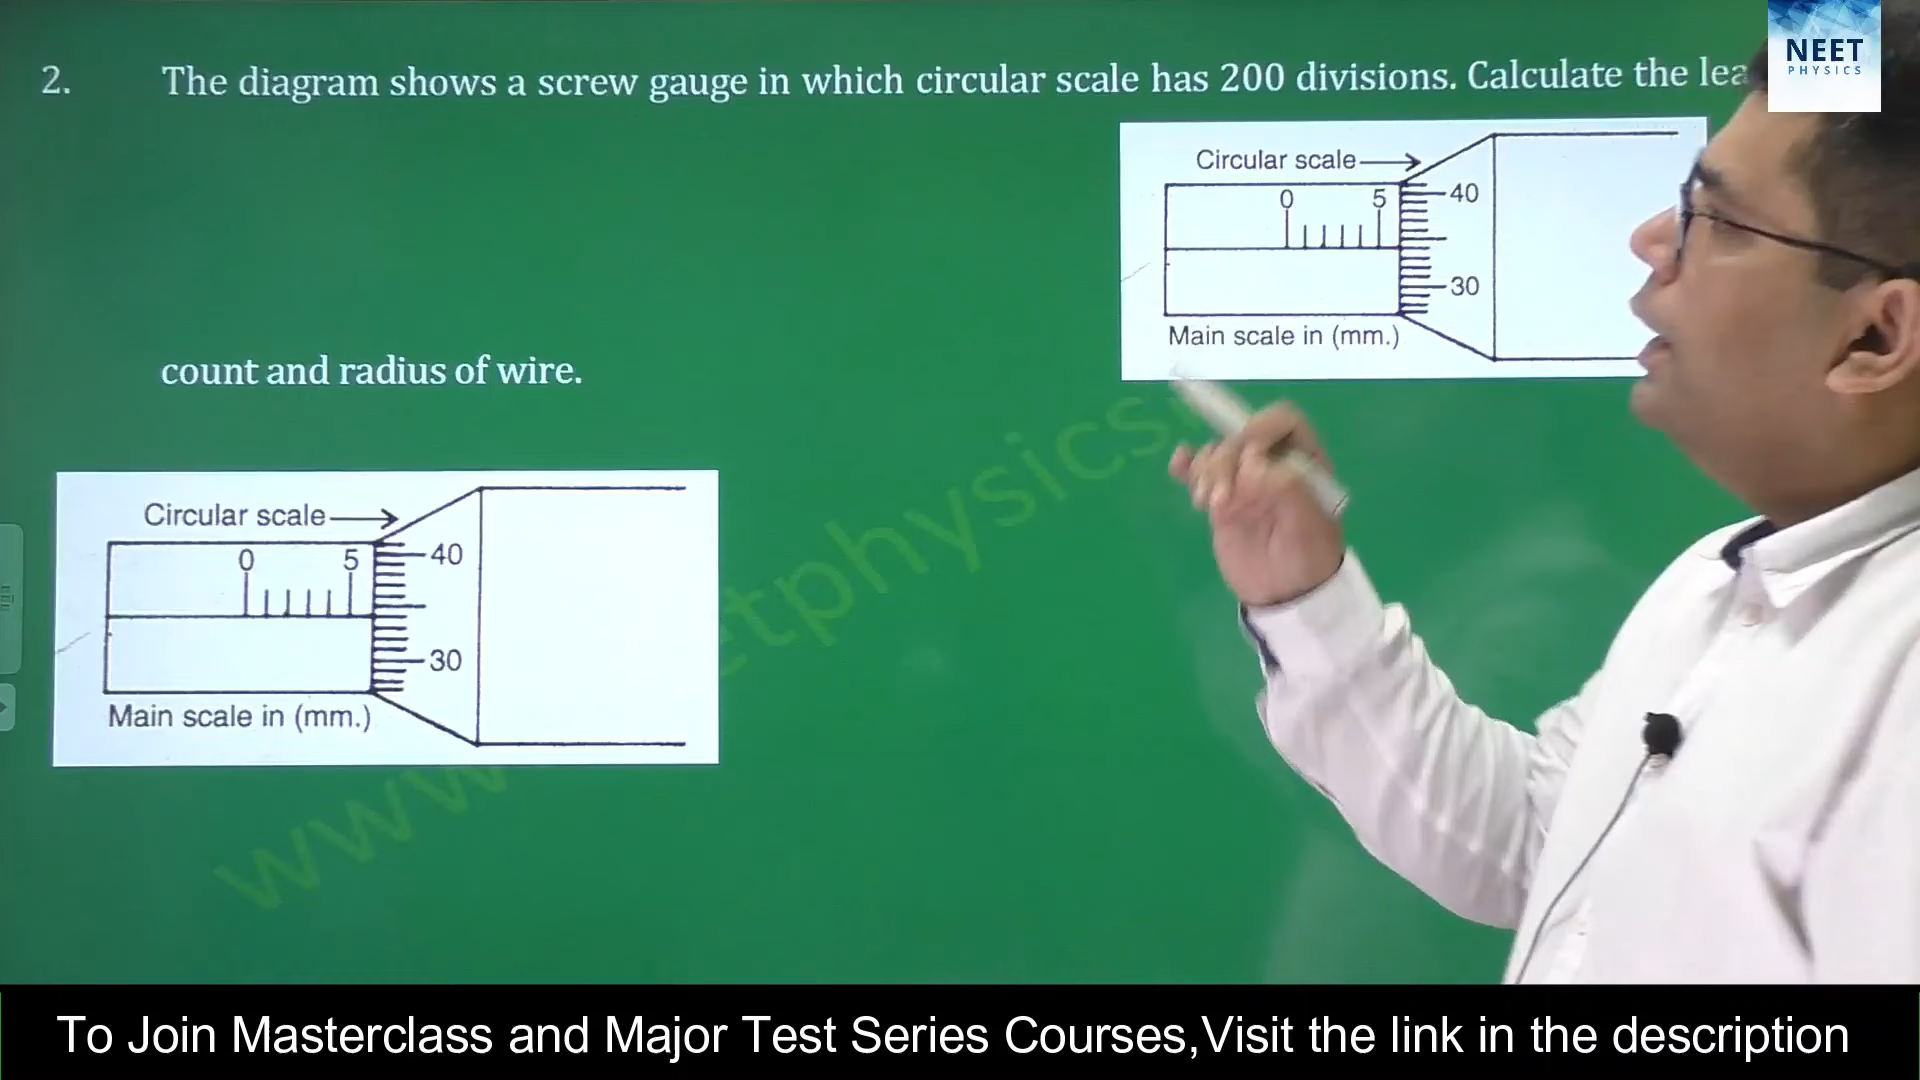 NEET
PHYSICS
2. The diagram shows a screw gauge in which circular scale has 200 divisions. Calculate the lea
Circular scale
0 5
40
30
Main scale in (mm.)
count and radius of wire.
Circular scale
0 5
40
30
Main scale in (mm.)
To Join Masterclass and Major Test Series Courses,Visit the link in the description